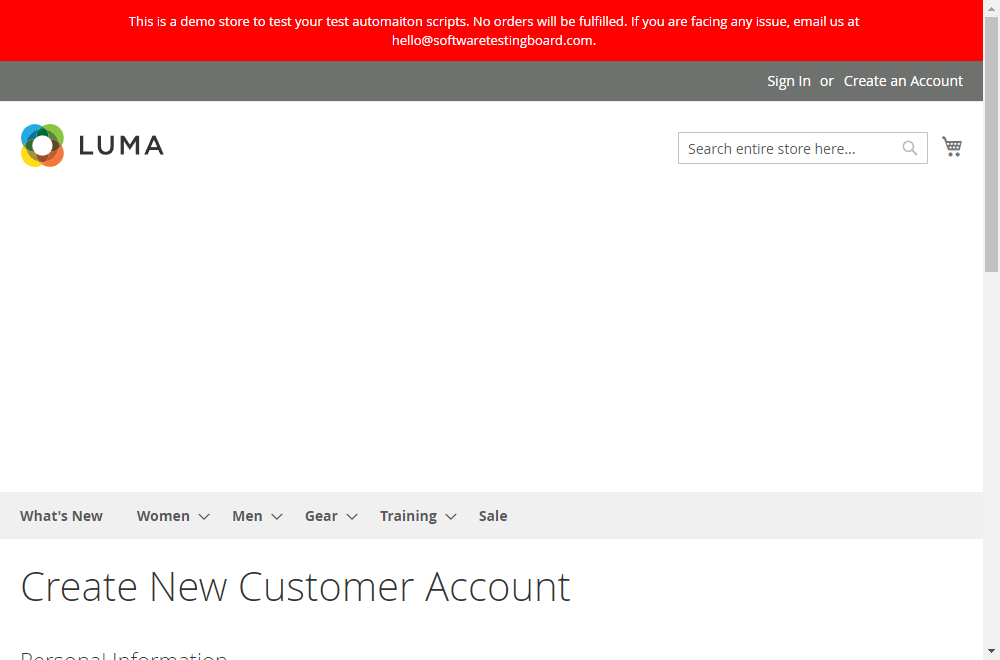 This is a demo store to test your test automaiton scripts. No orders will be fulfilled. If you are facing any issue, email us at
hello@softwaretestingboard.com.
Sign In or Create an Account
LUMA
Search entire store here...
What's New Women Men Gear Training Sale
Create New Customer Account
Personal Information